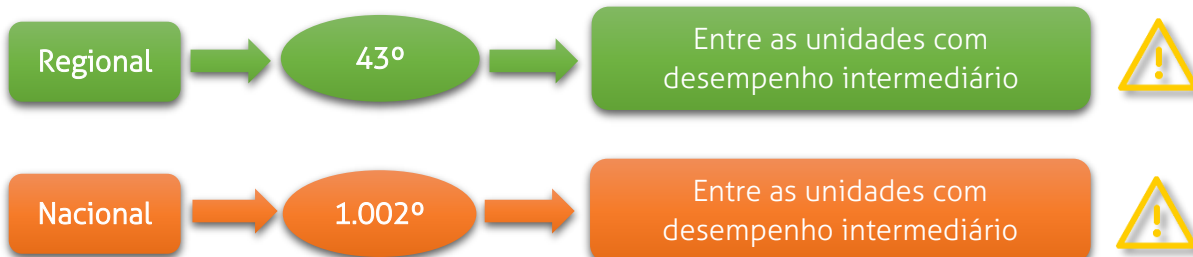 Regional
43º
Entre as unidades com
desempenho intermediário
Nacional
1.002º
Entre as unidades com
desempenho intermediário